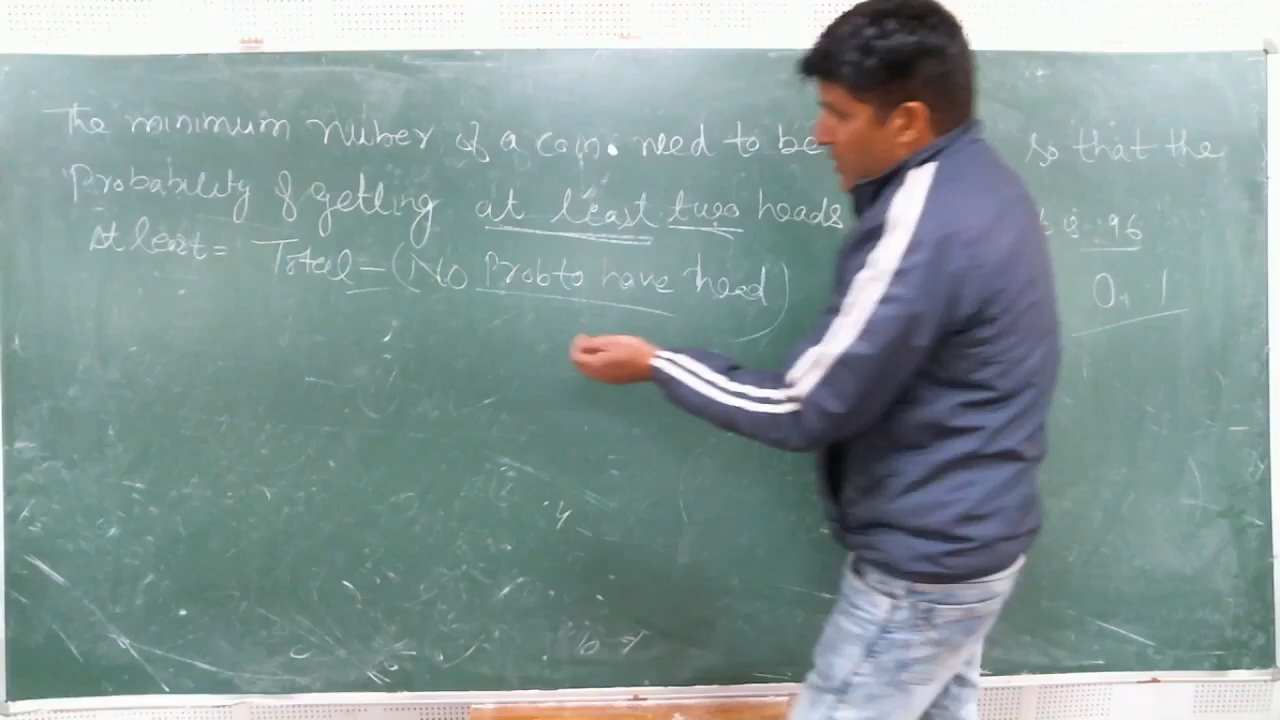 The minimum Nuber of a coin. need to be so that the
Probability of getting at least two heads is .96
At least = Total - (No Prob to have head) 0, 1